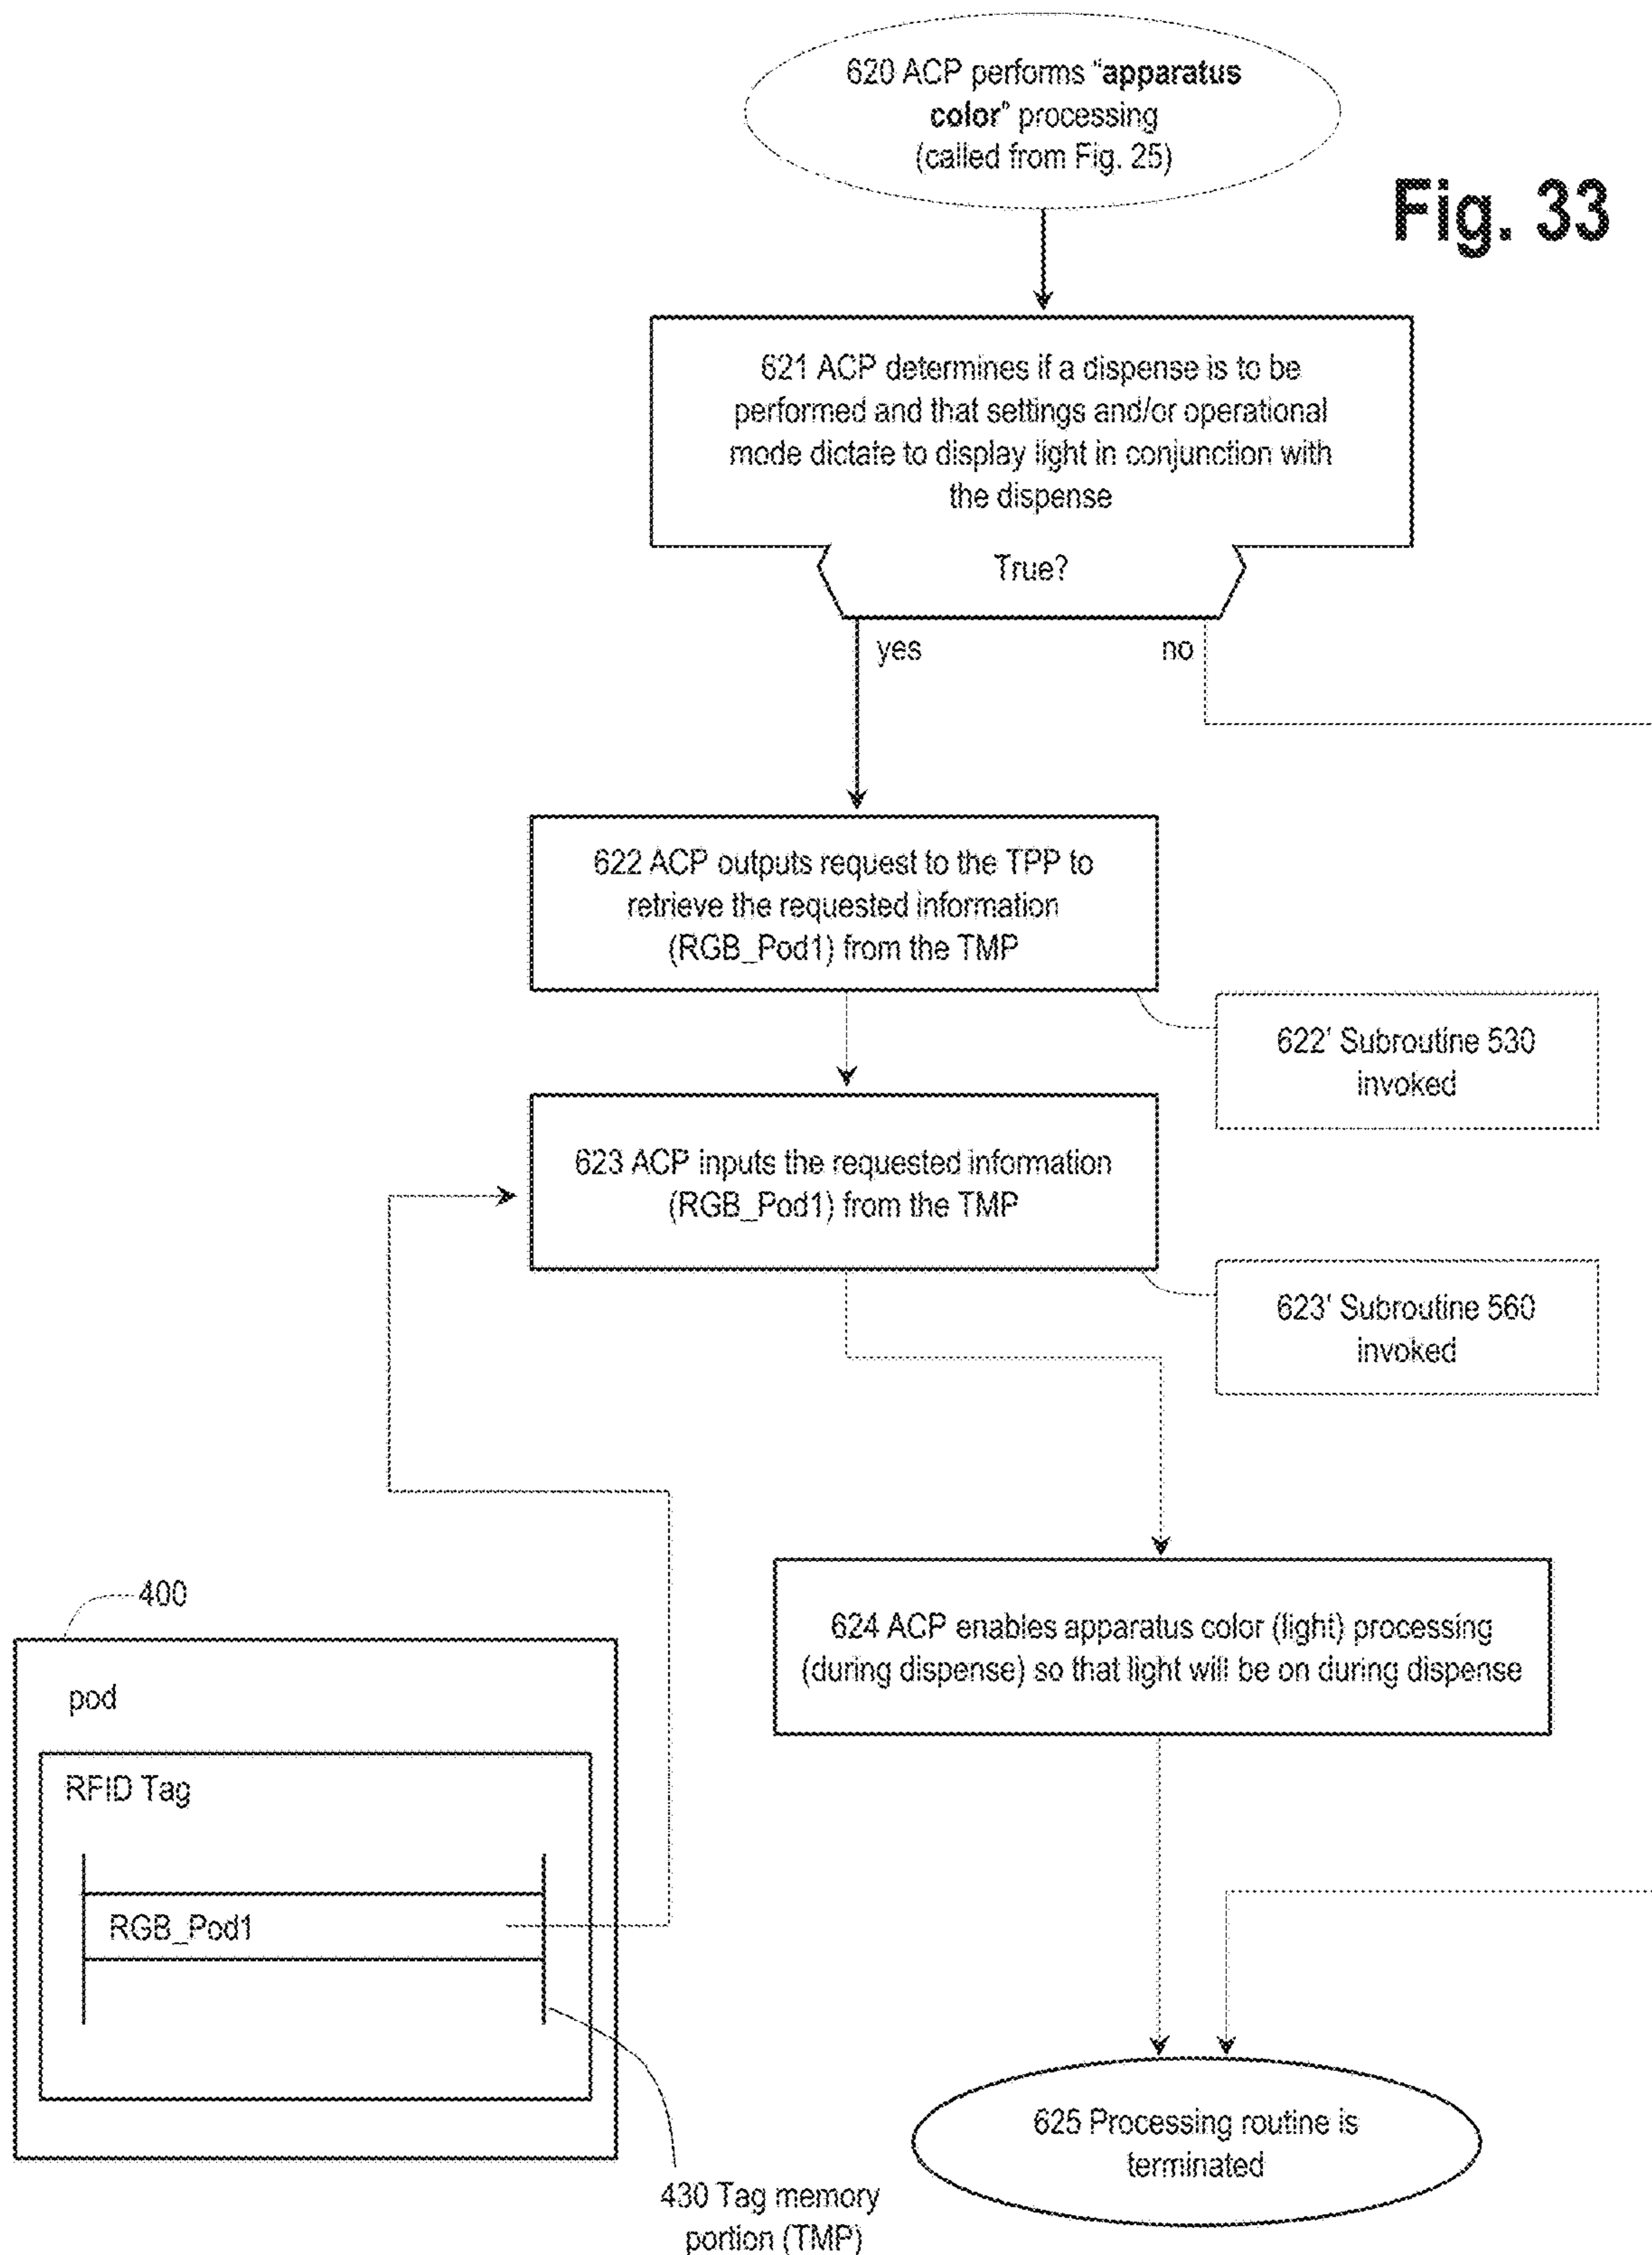 620 ACP performs "apparatus
color" processing
(called from Fig. 25)
Fig. 33
621 ACP determines if a dispense is to be
performed and that settings and/or operational
mode dictate to display light in conjunction with
the dispense
True?
yes
no
622 ACP outputs request to the TPP to
retrieve the requested information
(RGB_Pod1) from the TMP
622' Subroutine 530
invoked
623 ACP inputs the requested information
(RGB_Pod1) from the TMP
623' Subroutine 560
invoked
624 ACP enables apparatus color (light) processing
(during dispense) so that light will be on during dispense
400
pod
RFID Tag
RGB_Pod1
430 Tag memory
portion (TMP)
625 Processing routine is
terminated